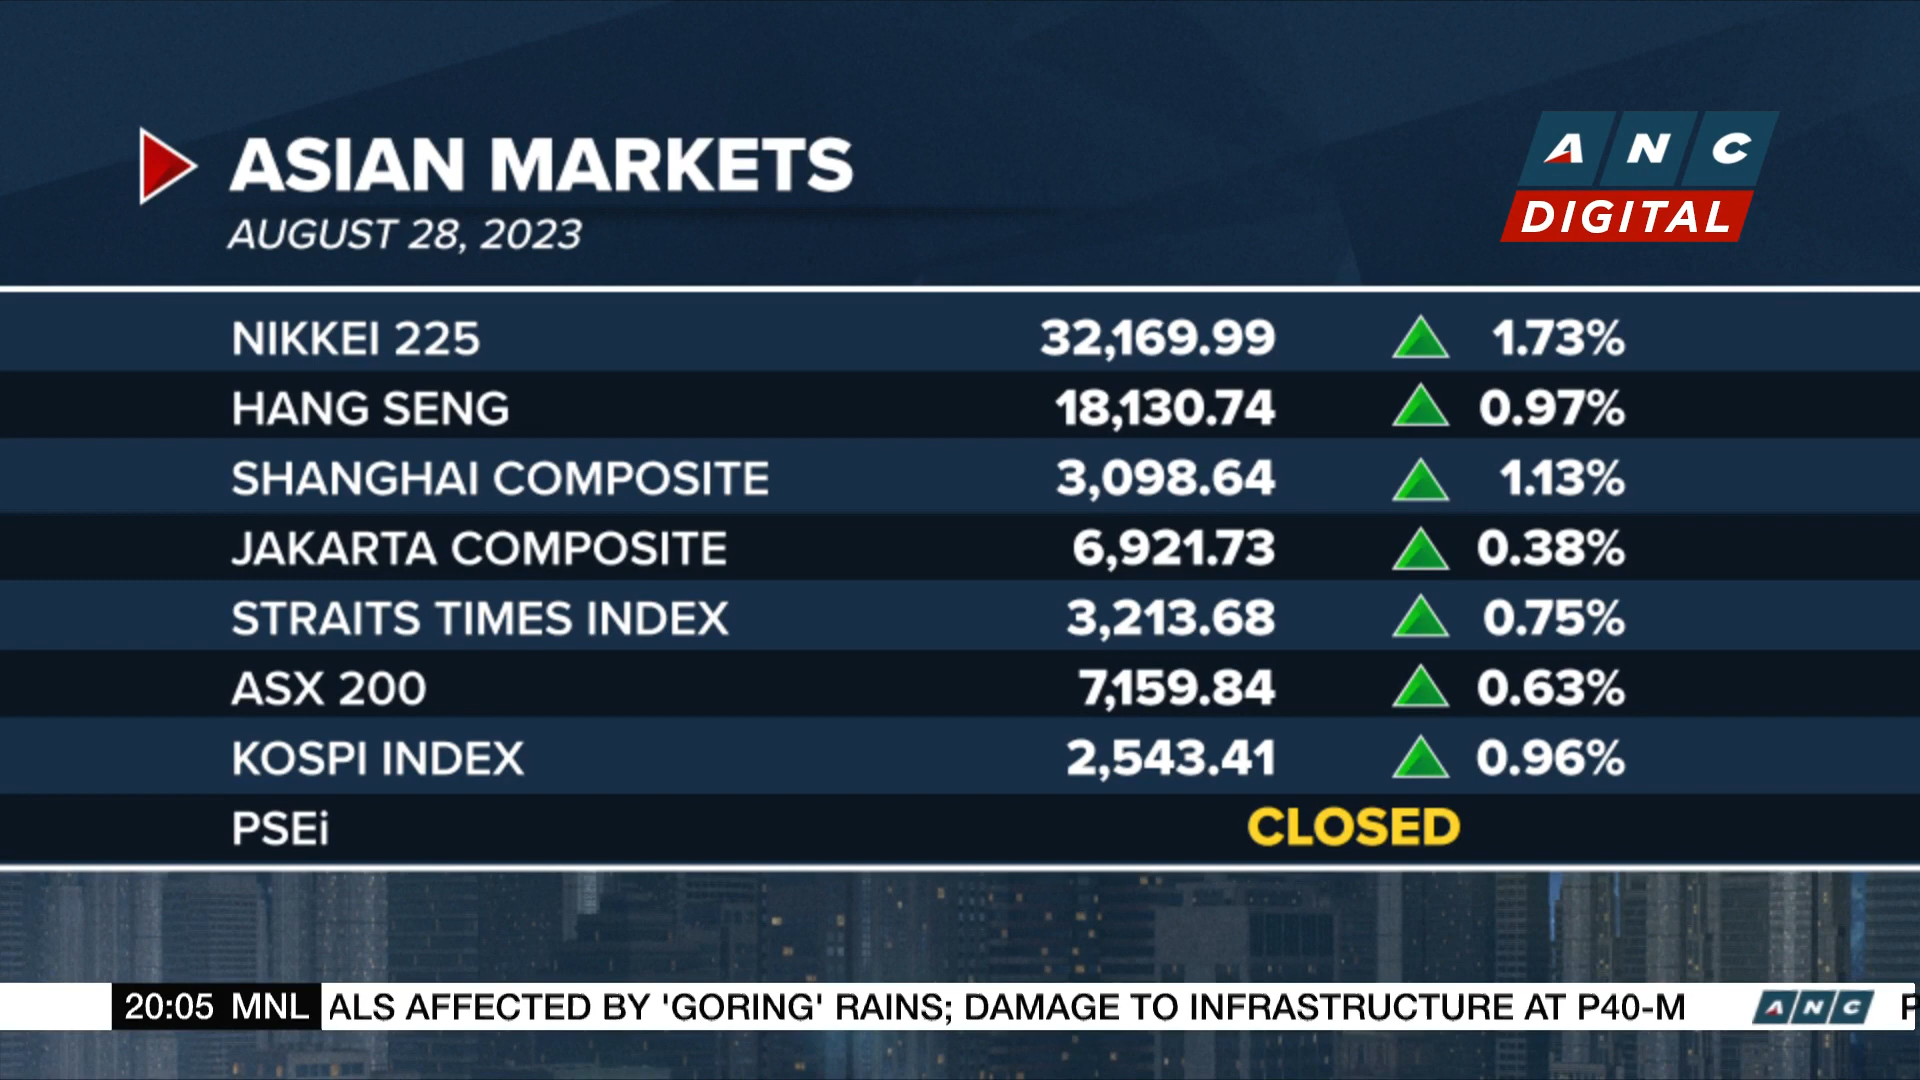 ASIAN MARKETS
AUGUST 28, 2023
ANC
DIGITAL
NIKKEI 225 32,169.99 1.73%
HANG SENG 18,130.74 0.97%
SHANGHAI COMPOSITE 3,098.64 1.13%
JAKARTA COMPOSITE 6,921.73 0.38%
STRAITS TIMES INDEX 3,213.68 0.75%
ASX 200 7,159.84 0.63%
KOSPI INDEX 2,543.41 0.96%
PSEi CLOSED
20:05 MNL ALS AFFECTED BY 'GORING' RAINS; DAMAGE TO INFRASTRUCTURE AT P40-M ANC